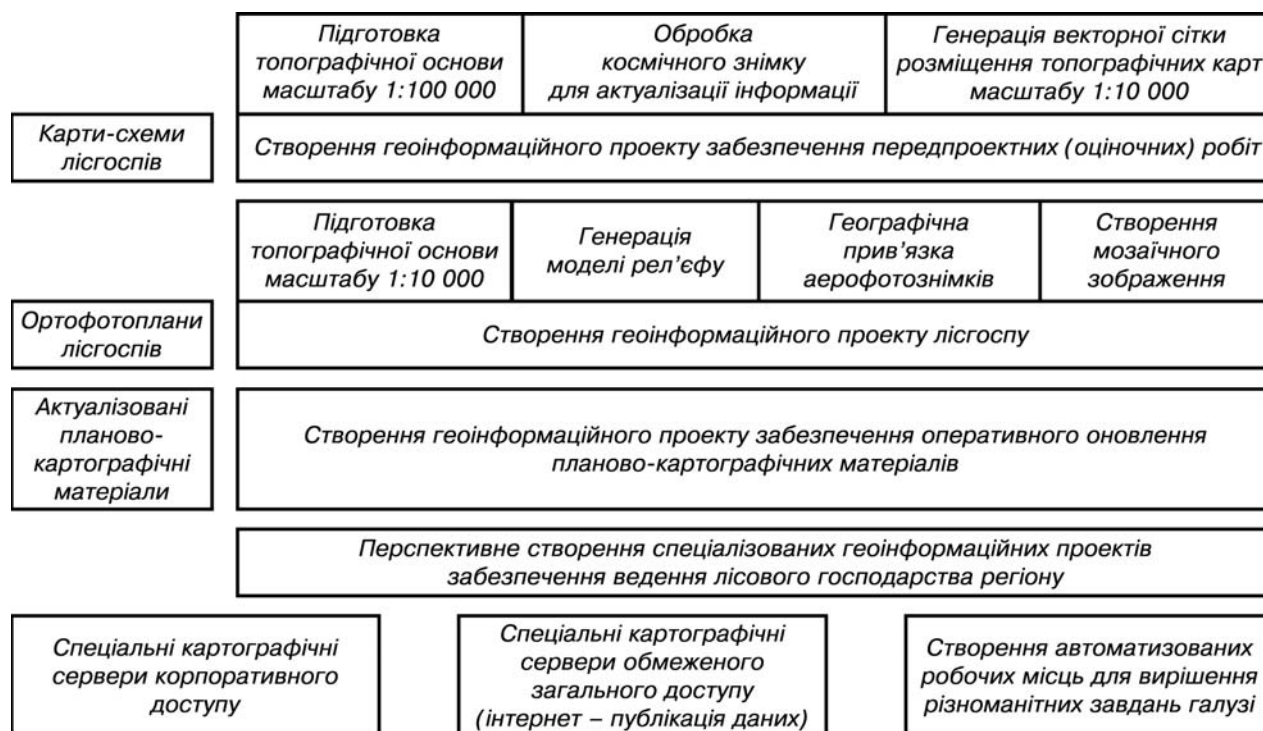 Підготовка
топографічної основи
масштабу 1:100 000
Обробка
космічного знімку
для актуалізації інформації
Генерація векторної сітки
розміщення топографічних карт
масштабу 1:10 000
Карти-схеми
лісгоспів
Створення геоінформаційного проекту забезпечення передпроектних (оціночних) робіт
Підготовка
топографічної основи
масштабу 1:10 000
Генерація
моделі рел’єфу
Географічна
прив’язка
аерофотознімків
Створення
мозаїчного
зображення
Ортофотоплани
лісгоспів
Створення геоінформаційного проекту лісгоспу
Актуалізовані
планово-
картографічні
матеріали
Створення геоінформаційного проекту забезпечення оперативного оновлення
планово-картографічних матеріалів
Перспективне створення спеціалізованих геоінформаційних проектів
забезпечення ведення лісового господарства регіону
Спеціальні картографічні
сервери корпоративного
доступу
Спеціальні картографічні
сервери обмеженого
загального доступу
(інтернет – публікація даних)
Створення автоматизованих
робочих місць для вирішення
різноманітних завдань галузі